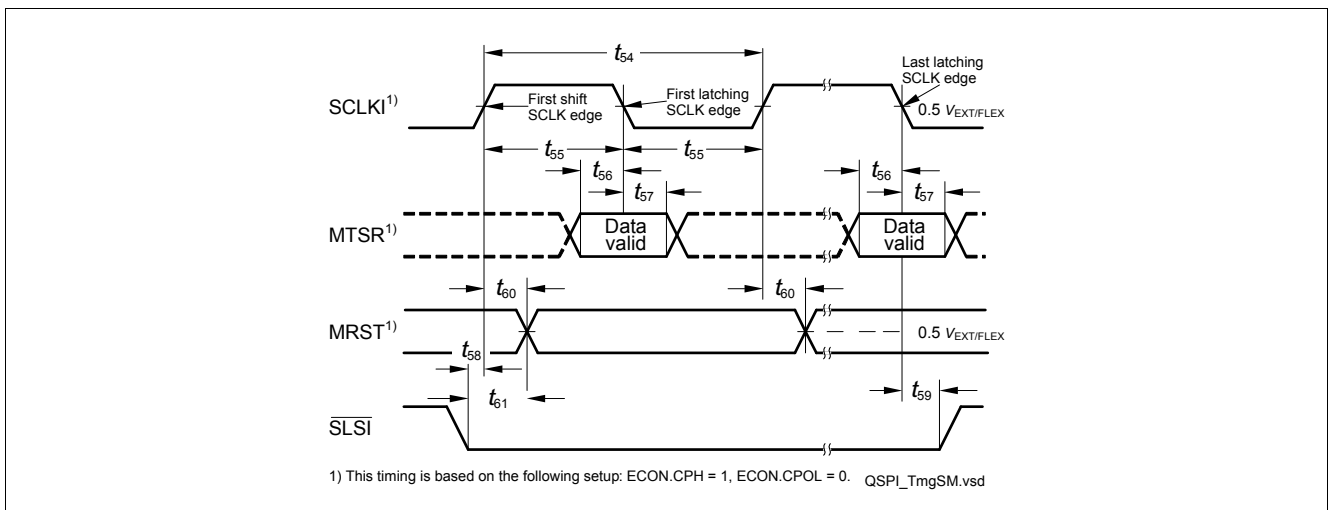 t54
Last latching
SCLK edge
SCLKI1)
First shift
SCLK edge
First latching
SCLK edge
0.5 VEXT/FLEX
t55
t55
t56
t56
t57
t57
MTSR1)
Data
valid
Data
valid
t60
t60
MRST1)
0.5 VEXT/FLEX
t58
t61
t59
SLSI
1) This timing is based on the following setup: ECON.CPH = 1, ECON.CPOL = 0.
QSPI_TmgSM.vsd